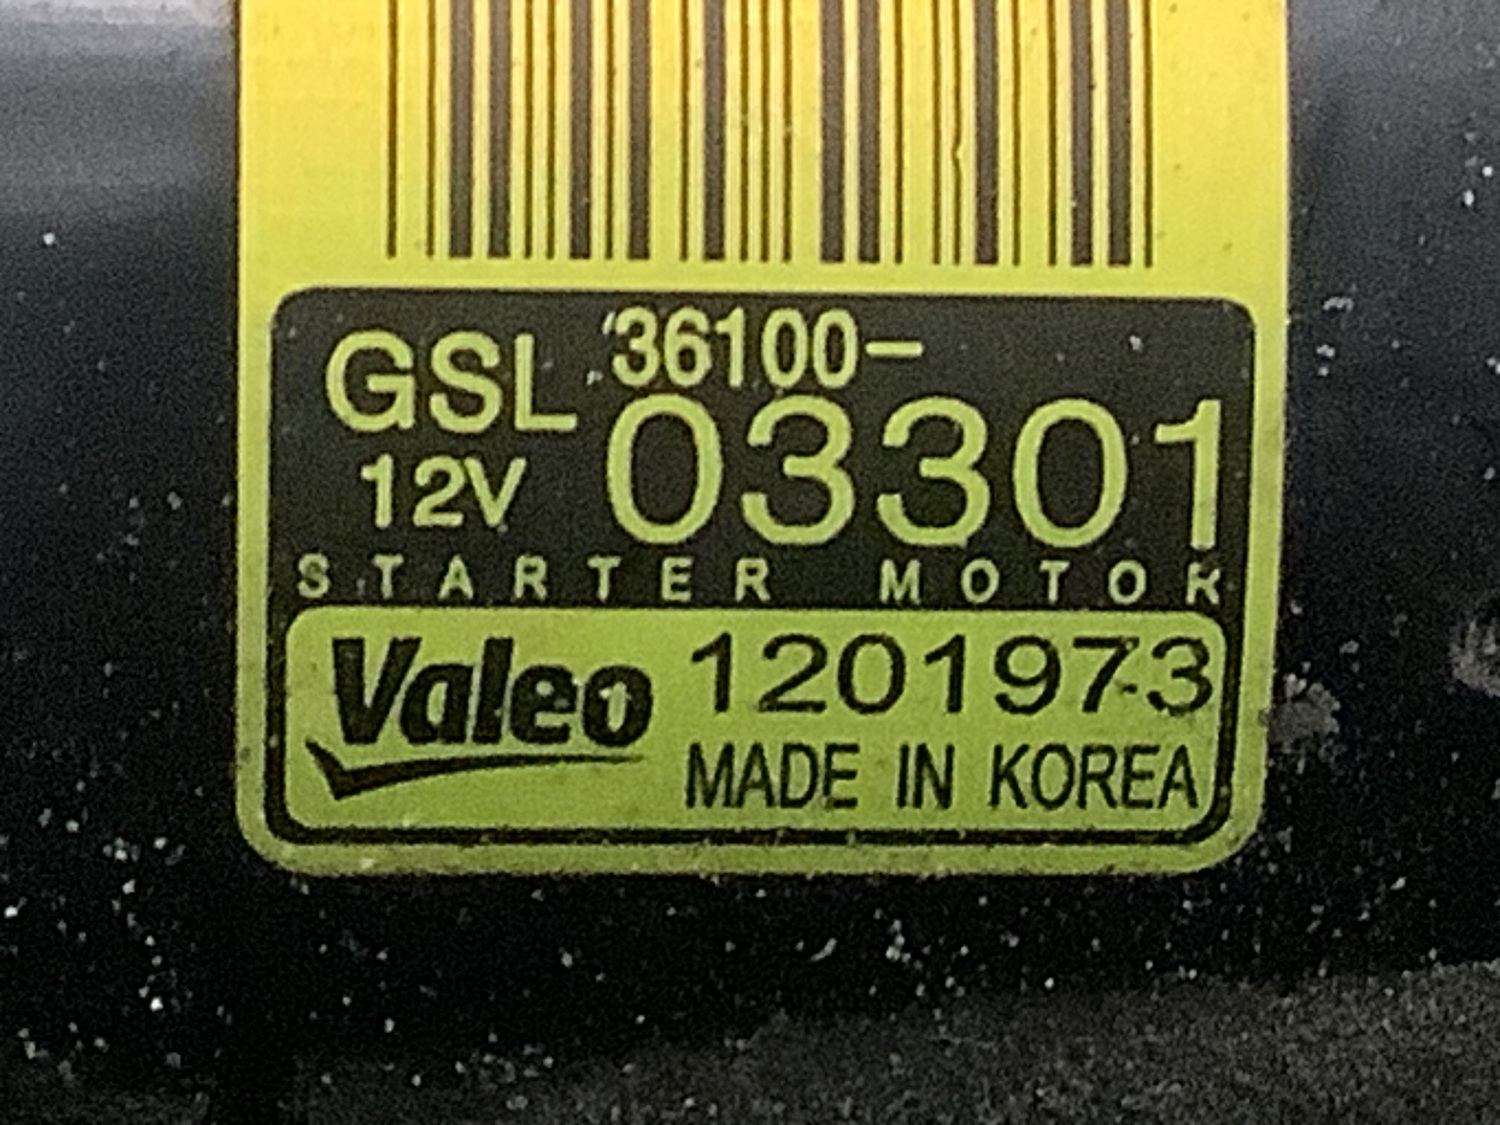 GSL 36100-
12V 03301
STARTER MOTOR
Valeo 1201973
MADE IN KOREA